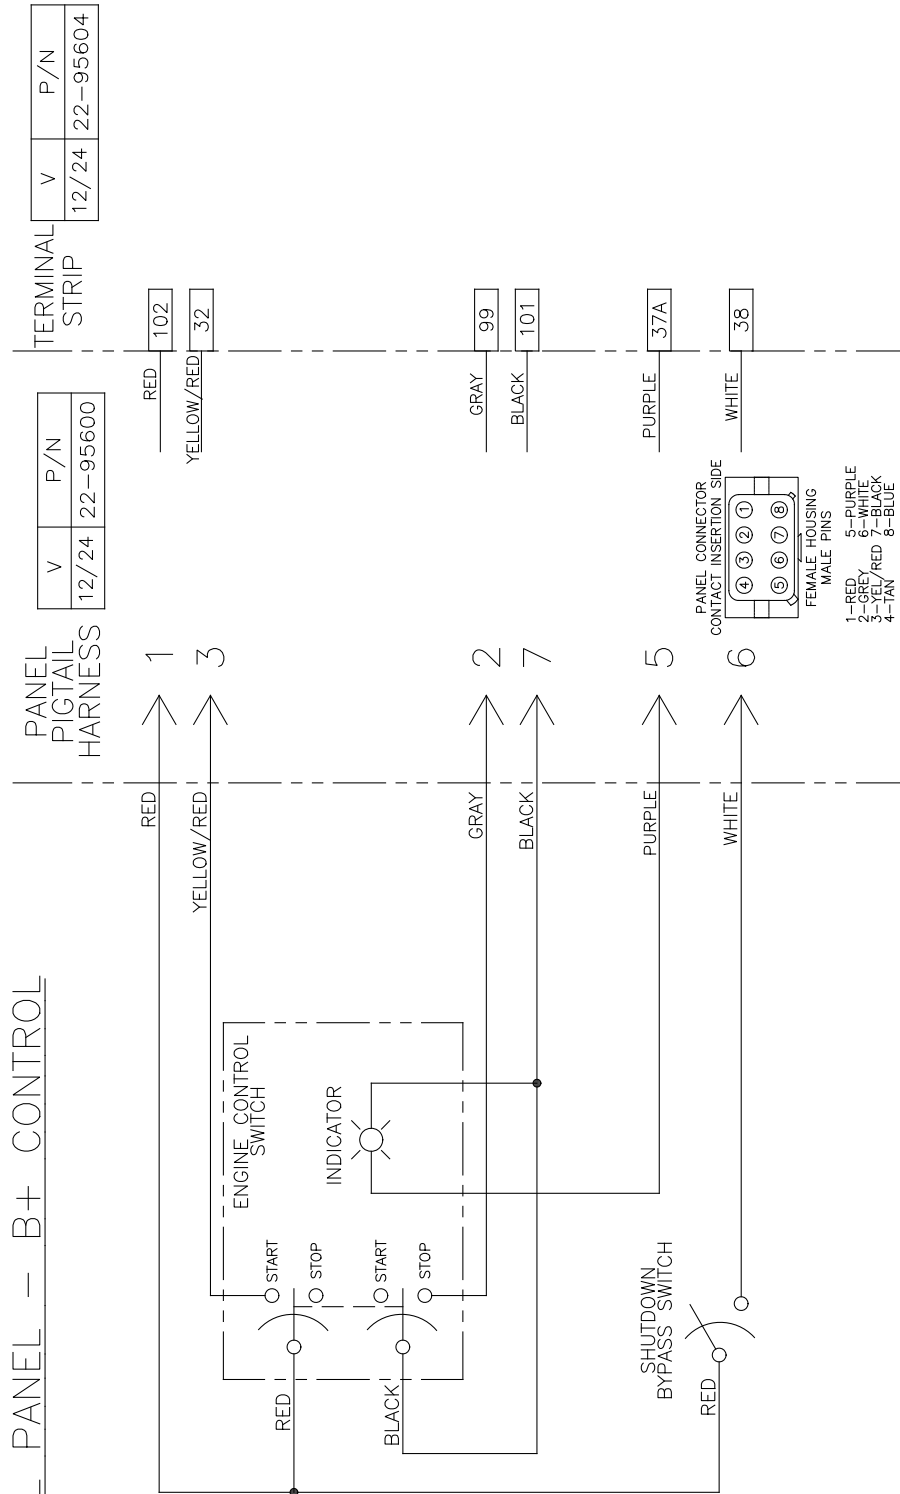 PANEL - B+ CONTROL
PANEL
PIGTAIL
HARNESS
V P/N
12/24 22-95600
TERMINAL
STRIP
V P/N
12/24 22-95604
RED
1
RED
102
YELLOW/RED
3
YELLOW/RED
32
ENGINE CONTROL
SWITCH
START
STOP
RED
INDICATOR
START
STOP
BLACK
GRAY
2
GRAY
99
BLACK
7
BLACK
101
PURPLE
5
PURPLE
37A
SHUTDOWN
BYPASS SWITCH
RED
WHITE
6
WHITE
38
PANEL CONNECTOR
CONTACT INSERTION SIDE
4 3 2 1
5 6 7 8
FEMALE HOUSING
MALE PINS
1-RED 5-PURPLE
2-GREY 6-WHITE
3-YEL/RED 7-BLACK
4-TAN 8-BLUE